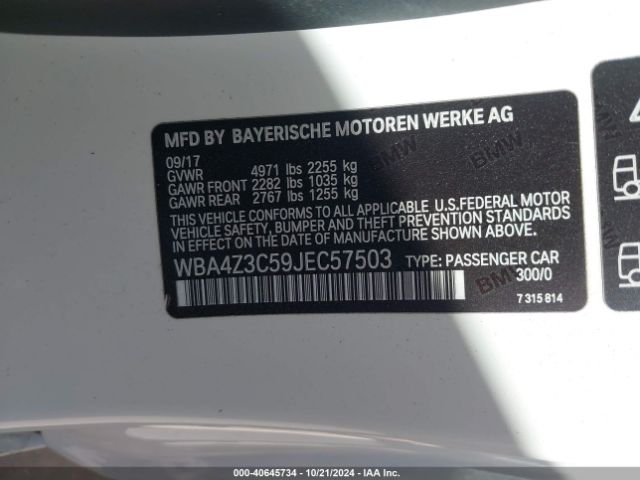 MFD BY BAYERISCHE MOTOREN WERKE AG
09/17
GVWR 4971 lbs 2255 kg
GAWR FRONT 2282 lbs 1035 kg
GAWR REAR 2767 lbs 1255 kg
THIS VEHICLE CONFORMS TO ALL APPLICABLE U.S.FEDERAL MOTOR
VEHICLE SAFETY, BUMPER AND THEFT PREVENTION STANDARDS
IN EFFECT ON THE DATE OF MANUFACTURE SHOWN ABOVE.
WBA4Z3C59JEC57503 TYPE: PASSENGER CAR
300/0
7 315 814
BMW
BMW
BMW
000-40645734 - 10/21/2024 - IAA Inc.